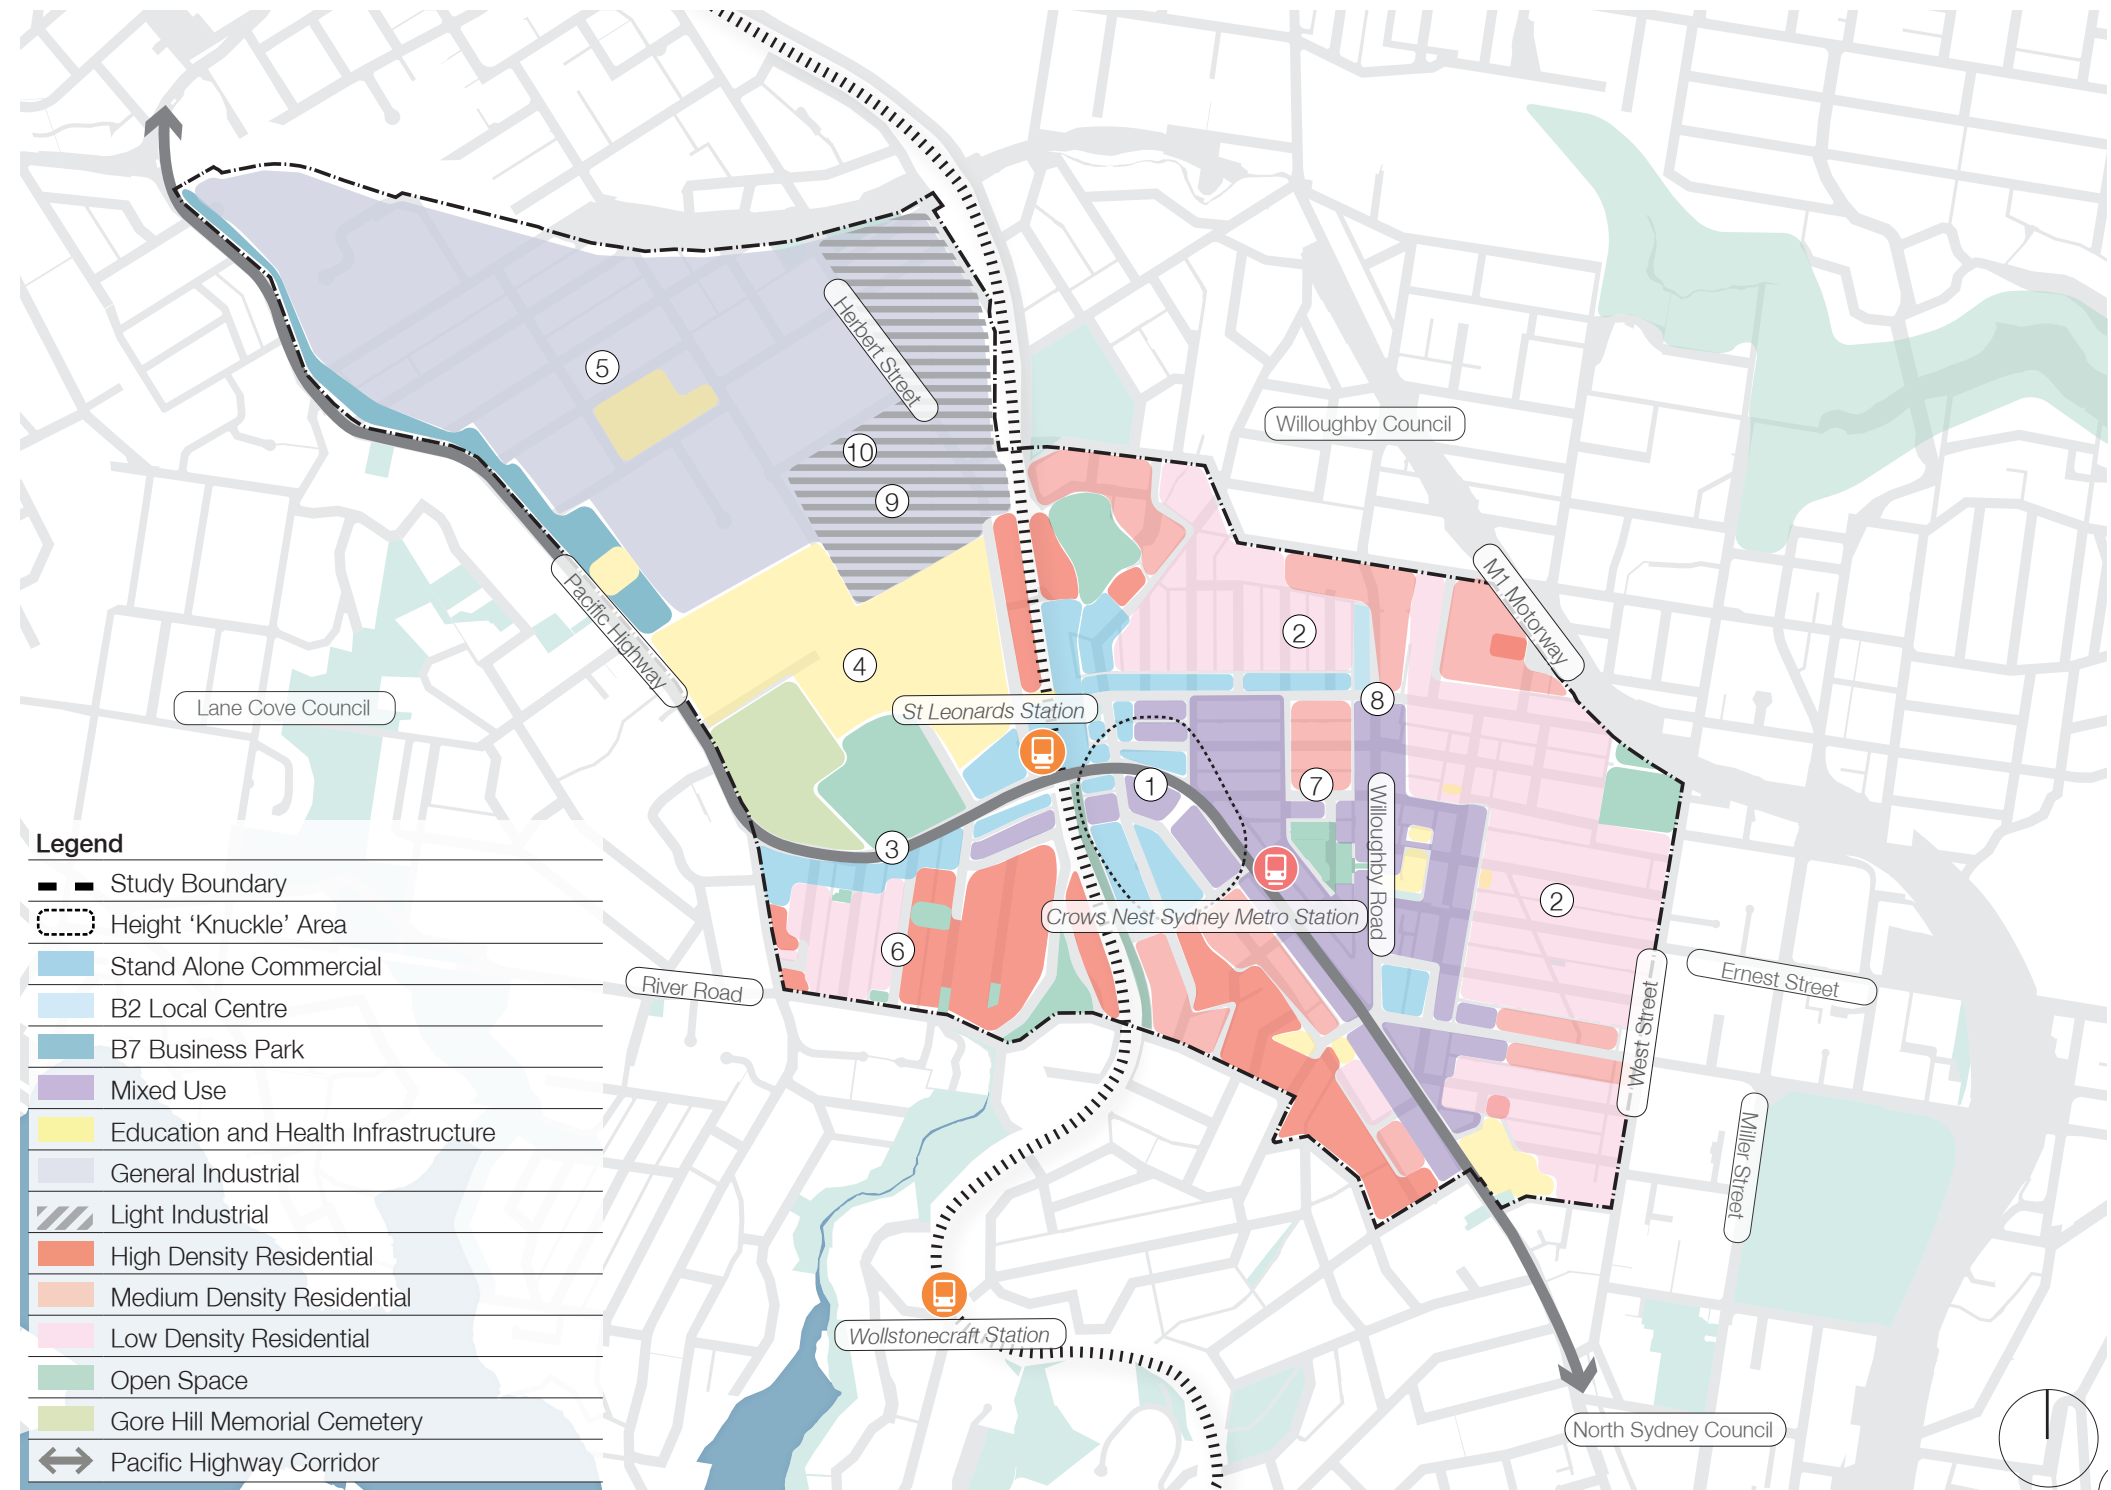 Herbert Street
5
10
9
Willoughby Council
M1 Motorway
Pacific Highway
2
4
Lane Cove Council
St Leonards Station
8
1
7
Willoughby Road
3
Crows Nest Sydney Metro Station
2
6
River Road
Ernest Street
West Street
Miller Street
Wollstonecraft Station
North Sydney Council
Legend
Study Boundary
Height ‘Knuckle’ Area
Stand Alone Commercial
B2 Local Centre
B7 Business Park
Mixed Use
Education and Health Infrastructure
General Industrial
Light Industrial
High Density Residential
Medium Density Residential
Low Density Residential
Open Space
Gore Hill Memorial Cemetery
Pacific Highway Corridor